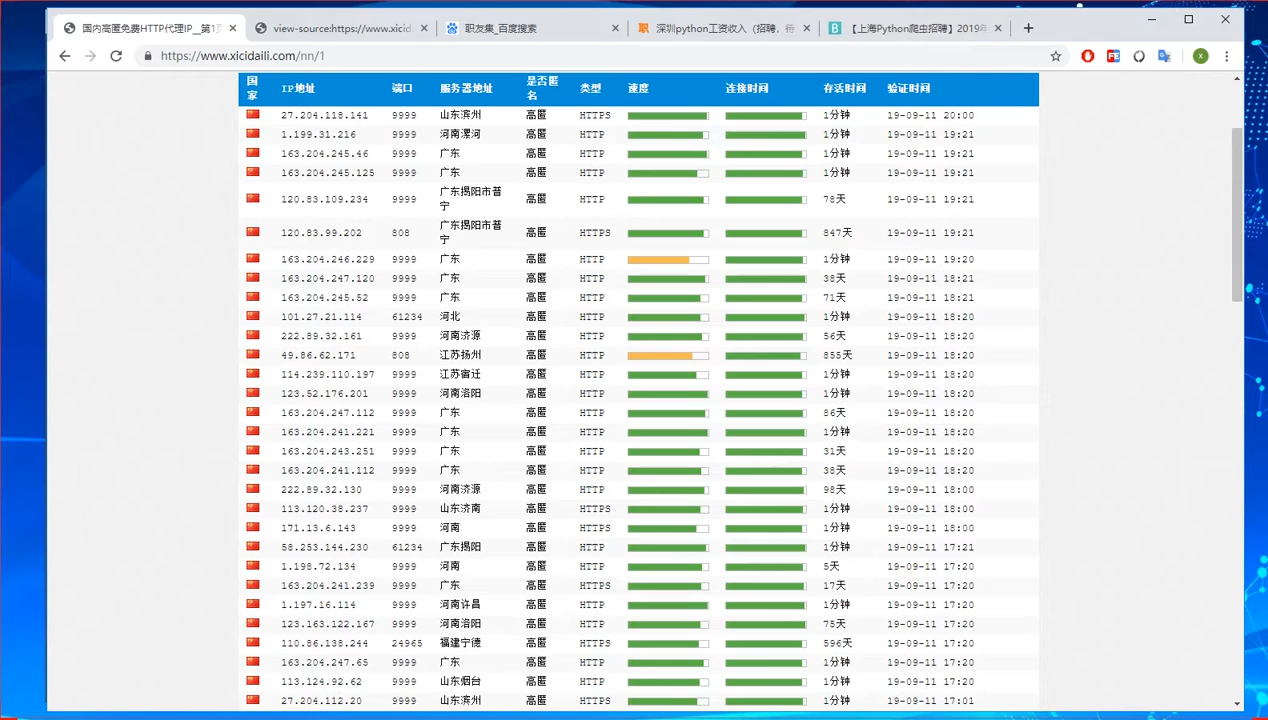 国内高匿免费HTTP代理IP__第1页
view-source:https://www.xicid
职友集_百度搜索
深圳python工资收入（招聘，待
【上海Python爬虫招聘】2019年
https://www.xicidaili.com/nn/1
国家 IP地址 端口 服务器地址 是否匿名 类型 速度 连接时间 存活时间 验证时间
27.204.118.141 9999 山东滨州 高匿 HTTPS 1分钟 19-09-11 20:00
1.199.31.216 9999 河南漯河 高匿 HTTP 1分钟 19-09-11 19:21
163.204.245.46 9999 广东 高匿 HTTP 1分钟 19-09-11 19:21
163.204.245.125 9999 广东 高匿 HTTP 1分钟 19-09-11 19:21
120.83.109.234 9999 广东揭阳市普宁 高匿 HTTP 78天 19-09-11 19:21
120.83.99.202 808 广东揭阳市普宁 高匿 HTTPS 847天 19-09-11 19:21
163.204.246.229 9999 广东 高匿 HTTP 1分钟 19-09-11 19:20
163.204.247.120 9999 广东 高匿 HTTP 38天 19-09-11 18:21
163.204.245.52 9999 广东 高匿 HTTP 71天 19-09-11 18:21
101.27.21.114 61234 河北 高匿 HTTP 1分钟 19-09-11 18:20
222.89.32.161 9999 河南济源 高匿 HTTP 56天 19-09-11 18:20
49.86.62.171 808 江苏扬州 高匿 HTTP 855天 19-09-11 18:20
114.239.110.197 9999 江苏宿迁 高匿 HTTP 1分钟 19-09-11 18:20
123.52.176.201 9999 河南洛阳 高匿 HTTP 1分钟 19-09-11 18:20
163.204.247.112 9999 广东 高匿 HTTP 86天 19-09-11 18:20
163.204.241.221 9999 广东 高匿 HTTP 1分钟 19-09-11 18:20
163.204.243.251 9999 广东 高匿 HTTP 31天 19-09-11 18:20
163.204.241.112 9999 广东 高匿 HTTP 38天 19-09-11 18:20
222.89.32.130 9999 河南济源 高匿 HTTP 98天 19-09-11 18:00
113.120.38.237 9999 山东济南 高匿 HTTPS 1分钟 19-09-11 18:00
171.13.6.143 9999 河南 高匿 HTTPS 1分钟 19-09-11 18:00
58.253.144.230 61234 广东揭阳 高匿 HTTP 1分钟 19-09-11 17:21
1.198.72.134 9999 河南 高匿 HTTP 5天 19-09-11 17:20
163.204.241.239 9999 广东 高匿 HTTPS 17天 19-09-11 17:20
1.197.16.114 9999 河南许昌 高匿 HTTP 1分钟 19-09-11 17:20
123.163.122.167 9999 河南洛阳 高匿 HTTP 75天 19-09-11 17:20
110.86.138.244 24965 福建宁德 高匿 HTTPS 596天 19-09-11 17:20
163.204.247.65 9999 广东 高匿 HTTP 1分钟 19-09-11 17:20
113.124.92.62 9999 山东烟台 高匿 HTTP 1分钟 19-09-11 17:20
27.204.112.20 9999 山东滨州 高匿 HTTPS 1分钟 19-09-11 17:01